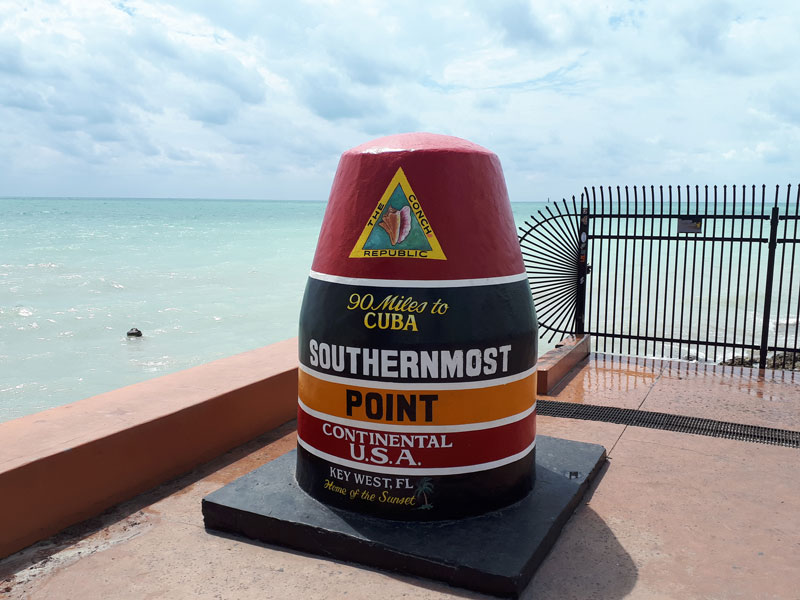 THE CONCH
REPUBLIC
90 Miles to
CUBA
SOUTHERNMOST
POINT
CONTINENTAL
U.S.A.
KEY WEST, FL
Home of the Sunset